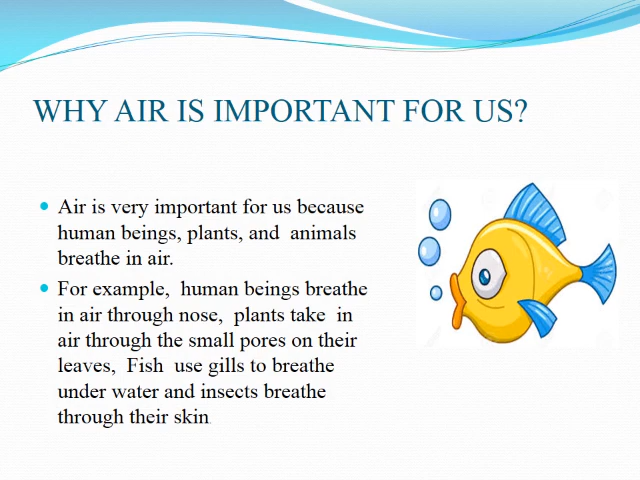 WHY AIR IS IMPORTANT FOR US?
Air is very important for us because
human beings, plants, and animals
breathe in air.
For example, human beings breathe
in air through nose, plants take in
air through the small pores on their
leaves, Fish use gills to breathe
under water and insects breathe
through their skin.